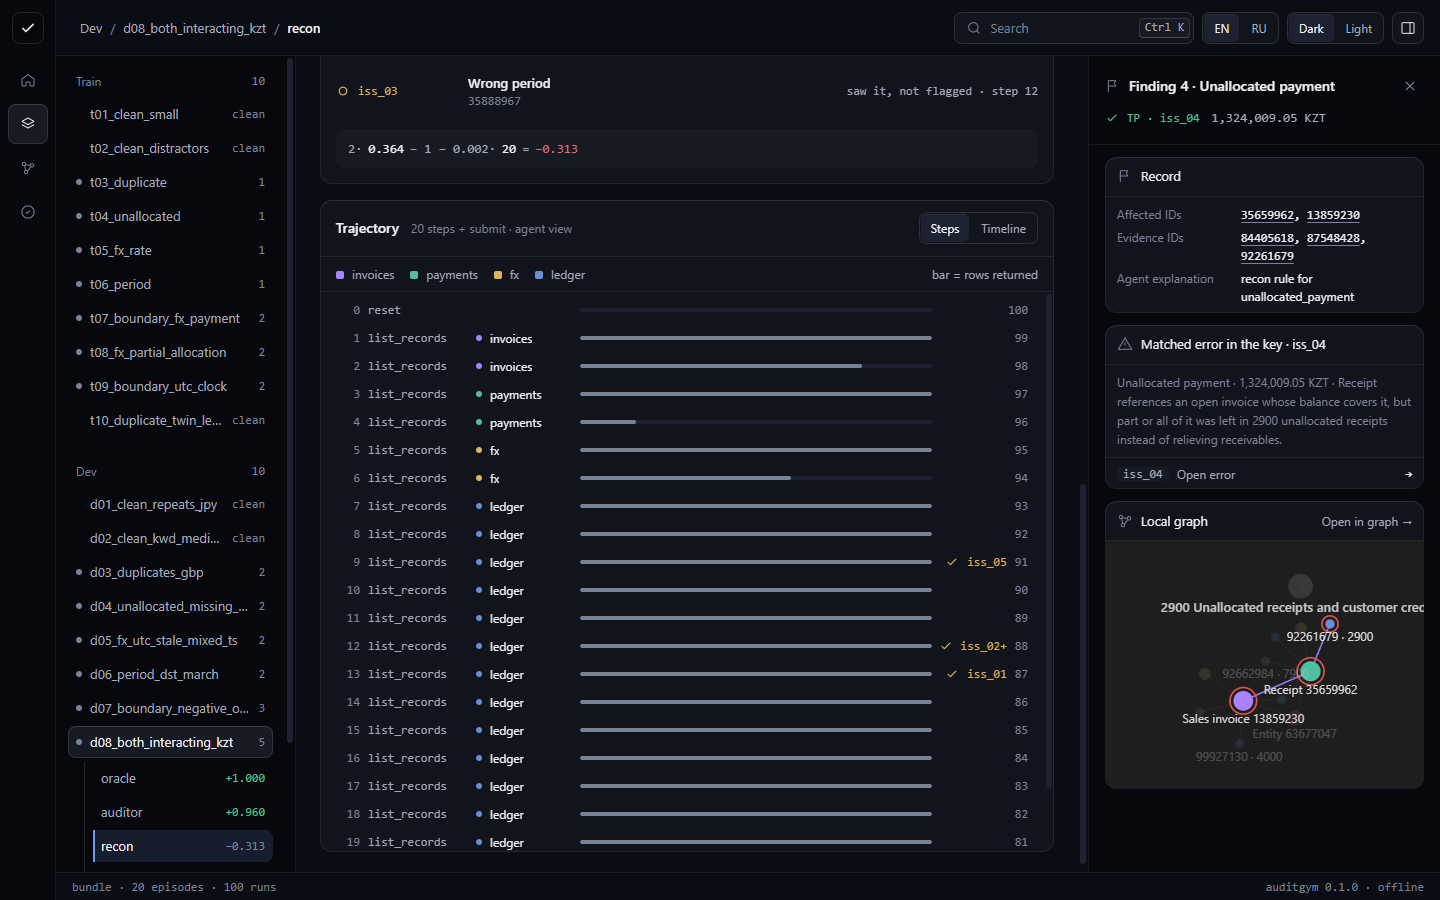 Dev / d08_both_interacting_kzt / recon
Search Ctrl K
EN RU
Dark Light
Train 10
t01_clean_small clean
t02_clean_distractors clean
t03_duplicate 1
t04_unallocated 1
t05_fx_rate 1
t06_period 1
t07_boundary_fx_payment 2
t08_fx_partial_allocation 2
t09_boundary_utc_clock 2
t10_duplicate_twin_le... clean
Dev 10
d01_clean_repeats_jpy clean
d02_clean_kwd_medi... clean
d03_duplicates_gbp 2
d04_unallocated_missing_... 2
d05_fx_utc_stale_mixed_ts 2
d06_period_dst_march 2
d07_boundary_negative_o... 3
d08_both_interacting_kzt 5
oracle +1.000
auditor +0.960
recon −0.313
iss_03 Wrong period saw it, not flagged · step 12
35888967
2· 0.364 − 1 − 0.002· 20 = −0.313
Trajectory 20 steps + submit · agent view Steps Timeline
invoices payments fx ledger bar = rows returned
0 reset 100
1 list_records invoices 99
2 list_records invoices 98
3 list_records payments 97
4 list_records payments 96
5 list_records fx 95
6 list_records fx 94
7 list_records ledger 93
8 list_records ledger 92
9 list_records ledger iss_05 91
10 list_records ledger 90
11 list_records ledger 89
12 list_records ledger iss_02+ 88
13 list_records ledger iss_01 87
14 list_records ledger 86
15 list_records ledger 85
16 list_records ledger 84
17 list_records ledger 83
18 list_records ledger 82
19 list_records ledger 81
Finding 4 · Unallocated payment
TP · iss_04 1,324,009.05 KZT
Record
Affected IDs 35659962, 13859230
Evidence IDs 84405618, 87548428,
92261679
Agent explanation recon rule for
unallocated_payment
Matched error in the key · iss_04
Unallocated payment · 1,324,009.05 KZT · Receipt
references an open invoice whose balance covers it, but
part or all of it was left in 2900 unallocated receipts
instead of relieving receivables.
iss_04 Open error →
Local graph Open in graph →
2900 Unallocated receipts and customer cred
92261679 · 2900
92662984 · 79
Receipt 35659962
Sales invoice 13859230
Entity 63677047
99927130 · 4000
bundle · 20 episodes · 100 runs
auditgym 0.1.0 · offline